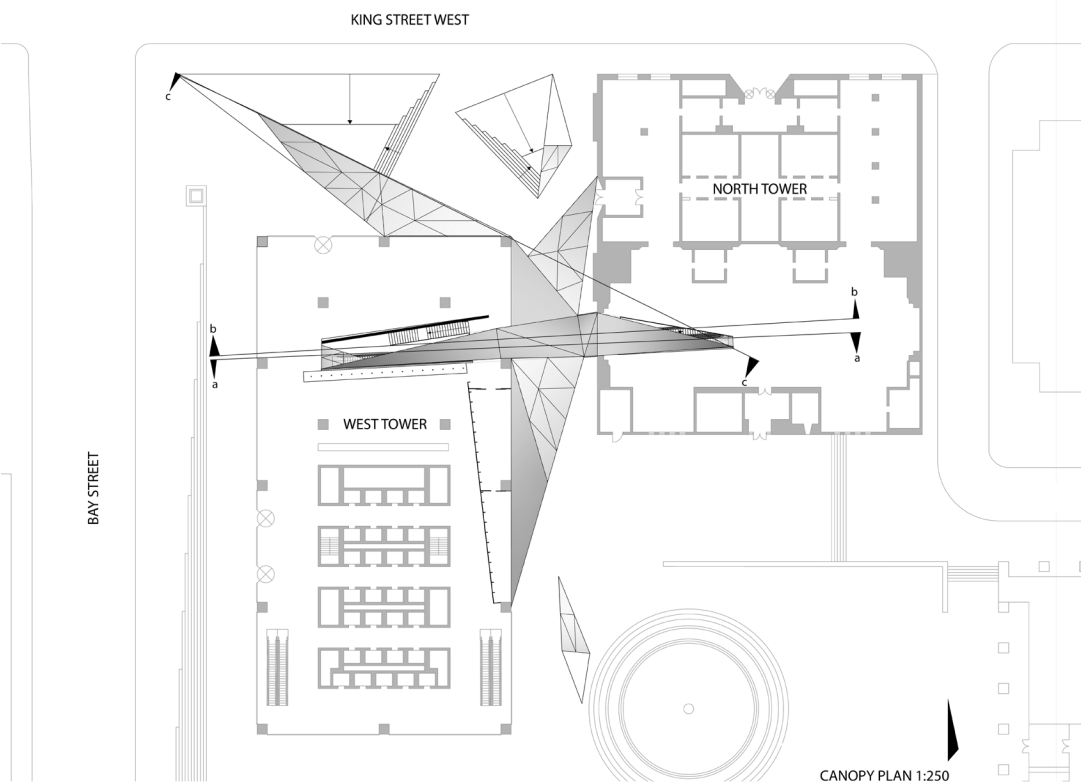 KING STREET WEST
c
NORTH TOWER
b
b
a
a
c
WEST TOWER
BAY STREET
CANOPY PLAN 1:250